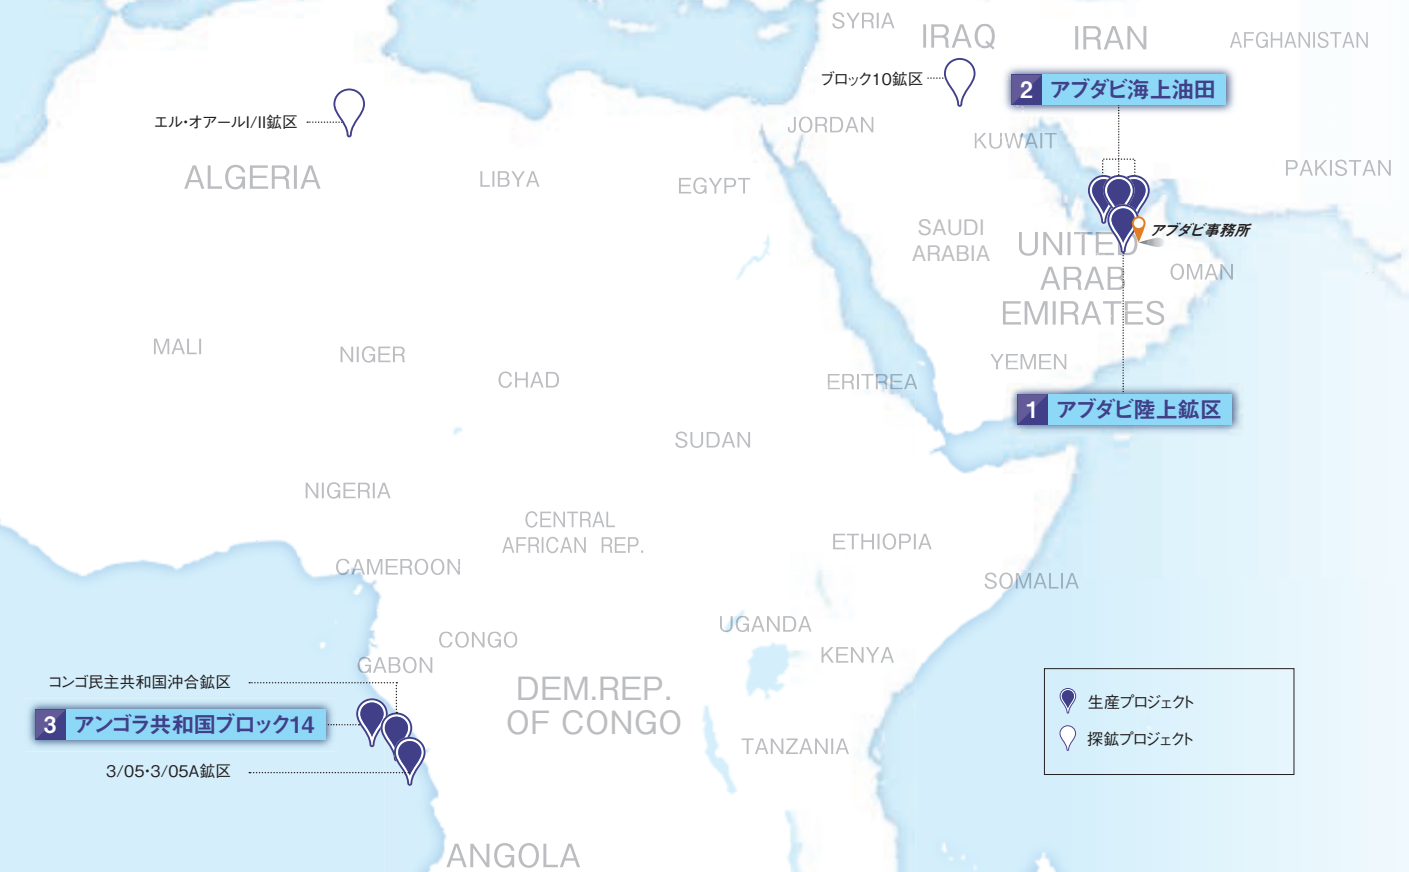 SYRIA
IRAQ
IRAN
AFGHANISTAN
ブロック10鉱区
2 アブダビ海上油田
エル・オアールI/II鉱区
JORDAN
KUWAIT
ALGERIA
LIBYA
EGYPT
PAKISTAN
SAUDI
ARABIA
UNITED
ARAB
EMIRATES
アブダビ事務所
OMAN
MALI
NIGER
CHAD
ERITREA
YEMEN
1 アブダビ陸上鉱区
SUDAN
NIGERIA
CENTRAL
AFRICAN REP.
ETHIOPIA
CAMEROON
SOMALIA
UGANDA
CONGO
KENYA
GABON
コンゴ民主共和国沖合鉱区
DEM.REP.
OF CONGO
3 アンゴラ共和国ブロック14
TANZANIA
3/05・3/05A鉱区
ANGOLA
生産プロジェクト
探鉱プロジェクト